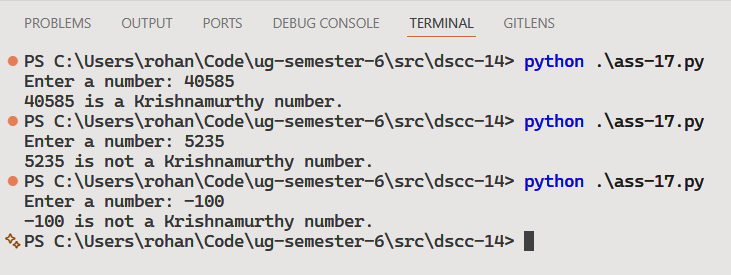 PROBLEMS OUTPUT PORTS DEBUG CONSOLE TERMINAL GITLENS
PS C:\Users\rohan\Code\ug-semester-6\src\dscc-14> python .\ass-17.py
Enter a number: 40585
40585 is a Krishnamurthy number.
PS C:\Users\rohan\Code\ug-semester-6\src\dscc-14> python .\ass-17.py
Enter a number: 5235
5235 is not a Krishnamurthy number.
PS C:\Users\rohan\Code\ug-semester-6\src\dscc-14> python .\ass-17.py
Enter a number: -100
-100 is not a Krishnamurthy number.
PS C:\Users\rohan\Code\ug-semester-6\src\dscc-14>